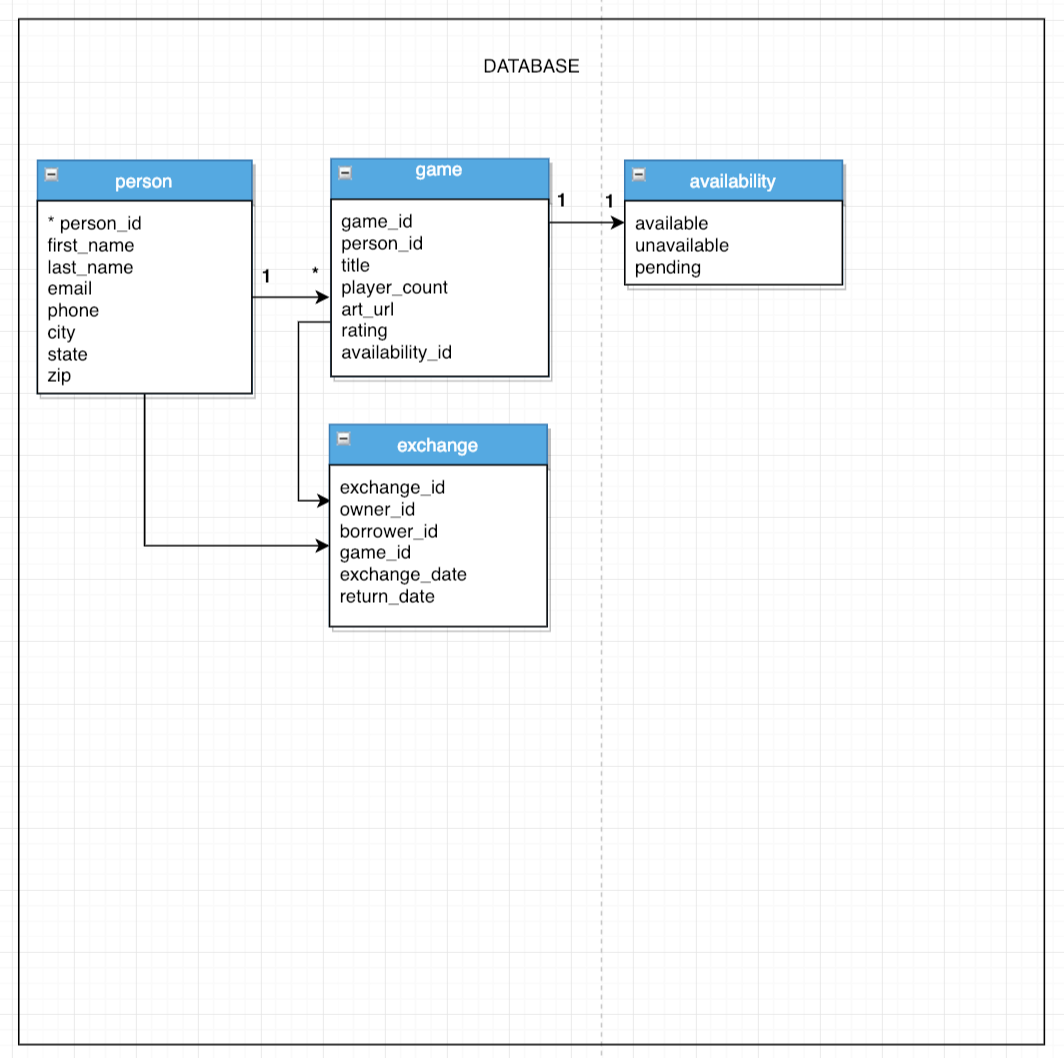 DATABASE
person
* person_id
first_name
last_name
email
phone
city
state
zip
1
*
game
game_id
person_id
title
player_count
art_url
rating
availability_id
1
1
availability
available
unavailable
pending
exchange
exchange_id
owner_id
borrower_id
game_id
exchange_date
return_date